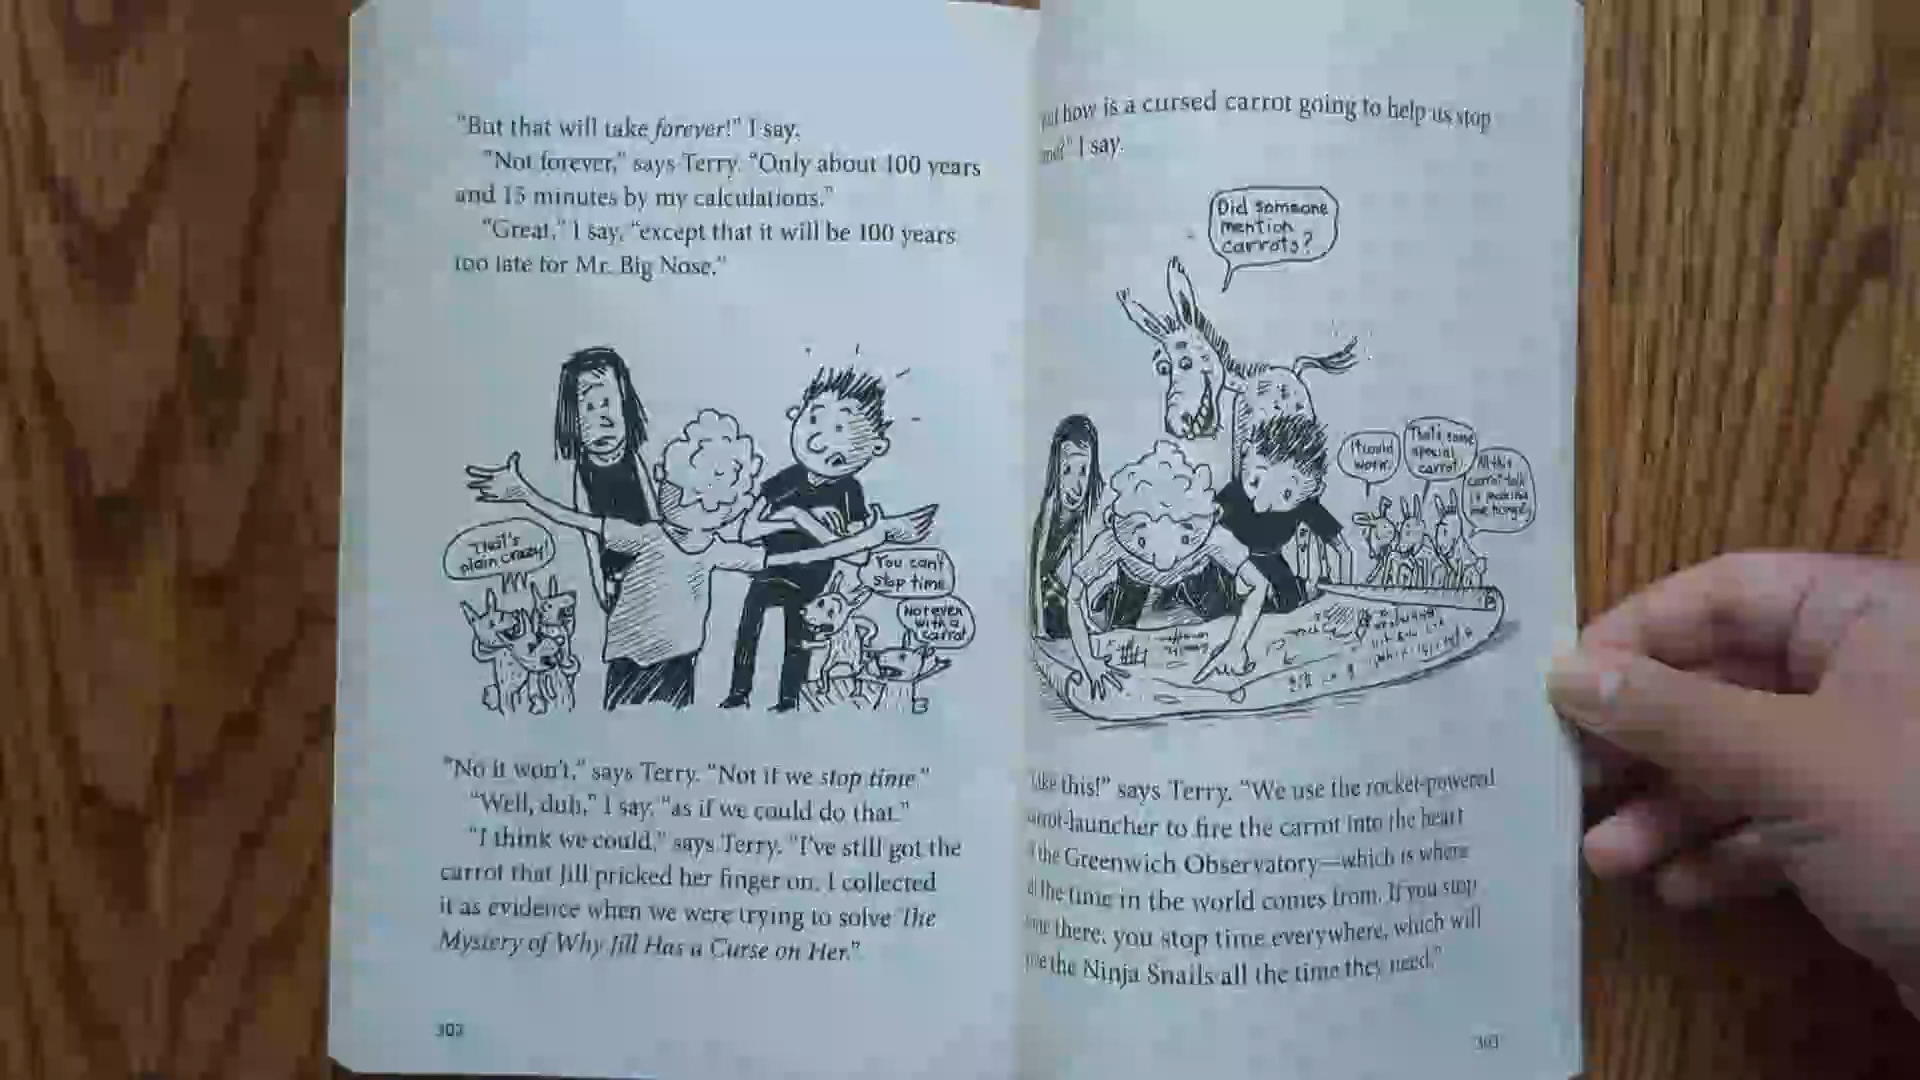 "But that will take forever!" I say.
"Not forever," says Terry. "Only about 100 years
and 15 minutes by my calculations."
"Great," I say, "except that it will be 100 years
too late for Mr. Big Nose."
That's
plain crazy!
You can't
stop time.
Not even
with a
carrot
"No it won't," says Terry. "Not if we stop time."
"Well, duh," I say, "as if we could do that."
"I think we could," says Terry. "I've still got the
carrot that Jill pricked her finger on. I collected
it as evidence when we were trying to solve The
Mystery of Why Jill Has a Curse on Her."
302
how is a cursed carrot going to help us stop
I say.
Did someone
mention
carrots?
It could
work.
That's some
special
carrot!
All this
carrot talk
is making
me hungry.
this!" says Terry. "We use the rocket-powered
-launcher to fire the carrot into the heart
the Greenwich Observatory—which is where
the time in the world comes from. If you stop
there, you stop time everywhere, which will
the Ninja Snails all the time they need."
303